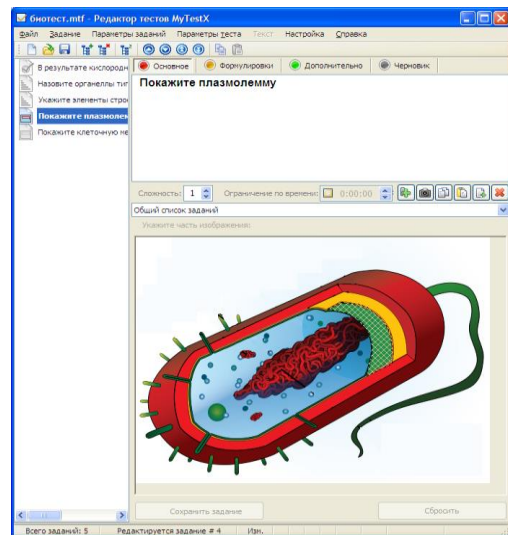 биотест.mtf - Редактор тестов MyTestX
Файл Задание Параметры заданий Параметры теста Текст Настройка Справка
В результате кислородн
Назовите органеллы тиг
Укажите элементы строе
Покажите плазмолем
Покажите клеточную ме
Основное Формулировки Дополнительно Черновик
Покажите плазмолемму
Сложность: 1 Ограничение по времени: 0:00:00
Общий список заданий
Укажите часть изображения:
Сохранить задание Сбросить
Всего заданий: 5 Редактируется задание # 4 Изм.